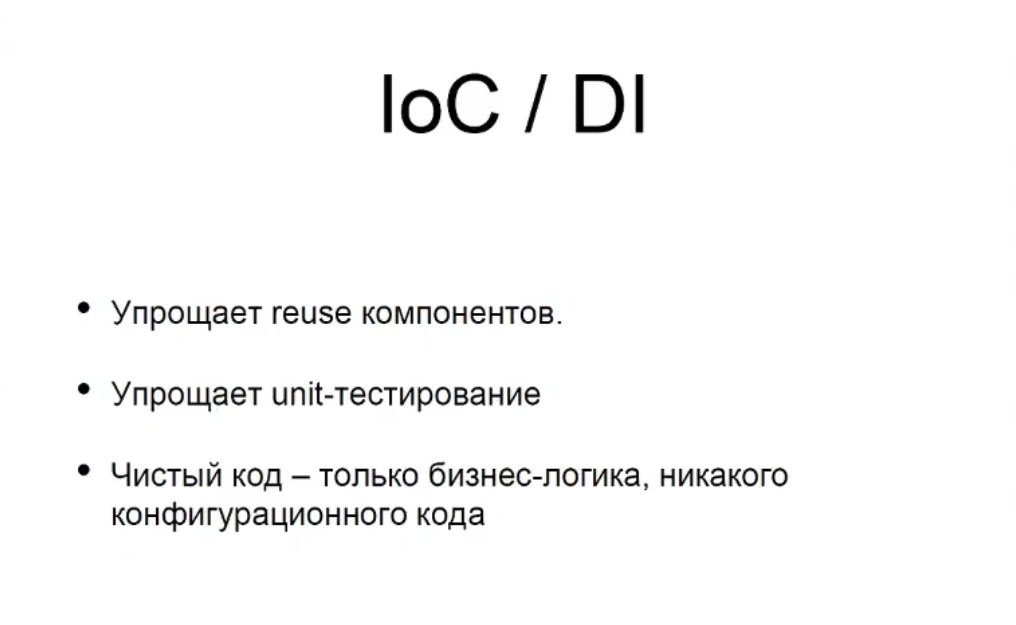 IoC / DI
• Упрощает reuse компонентов.
• Упрощает unit-тестирование
• Чистый код – только бизнес-логика, никакого
конфигурационного кода